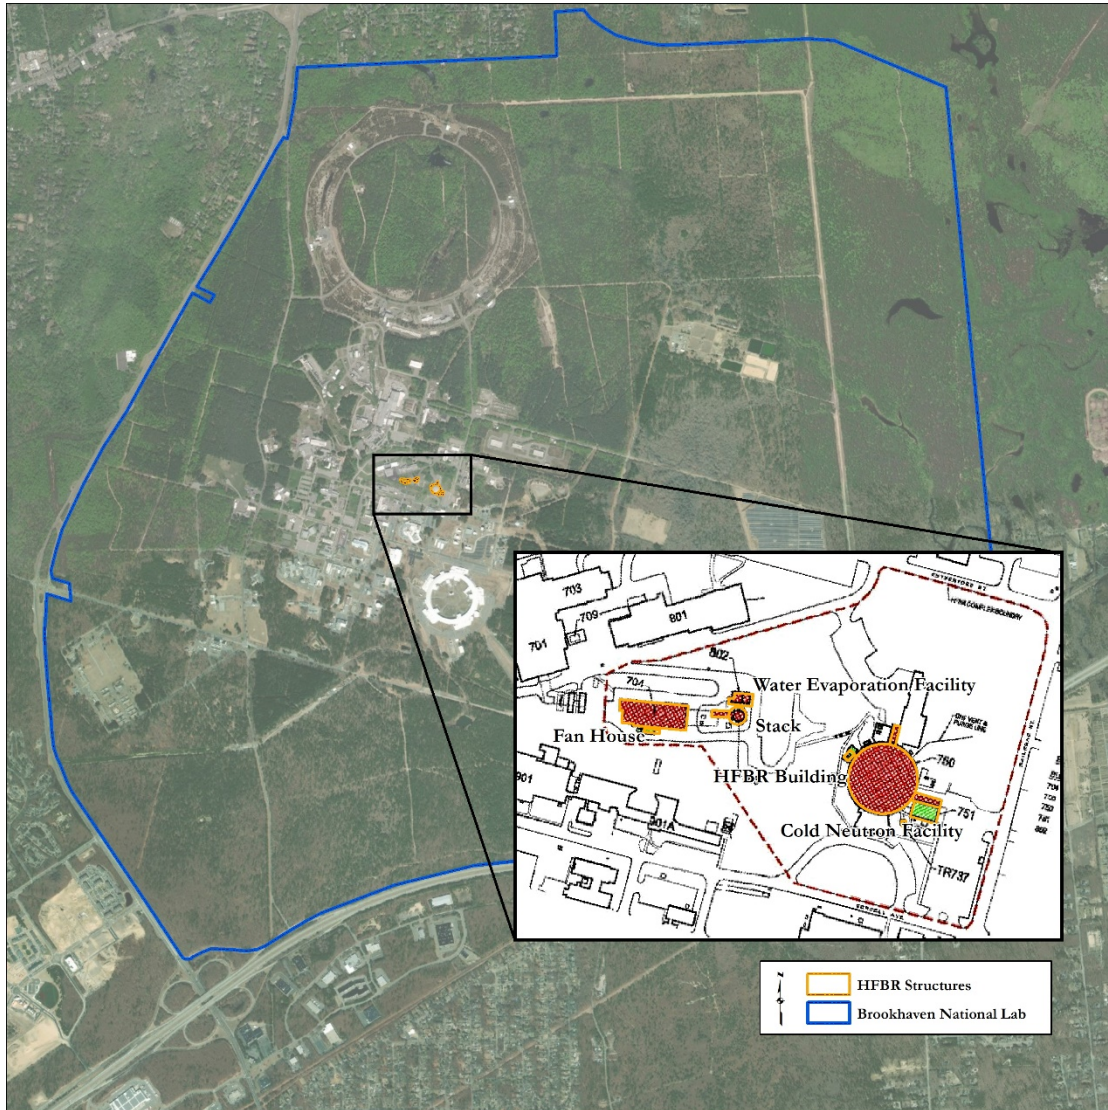 703
709
801
701
802
704
Water Evaporation Facility
Stack
Fan House
HFBR Building
760
751
Cold Neutron Facility
901
901A
TR737
N
HFBR Structures
Brookhaven National Lab